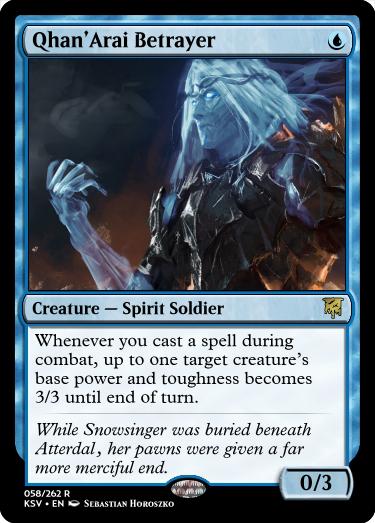 Qhan'Arai Betrayer
Creature — Spirit Soldier
Whenever you cast a spell during
combat, up to one target creature's
base power and toughness becomes
3/3 until end of turn.
While Snowsinger was buried beneath
Atterdal, her pawns were given a far
more merciful end.
0/3
058/262 R
KSV • EN Sebastian Horoszko